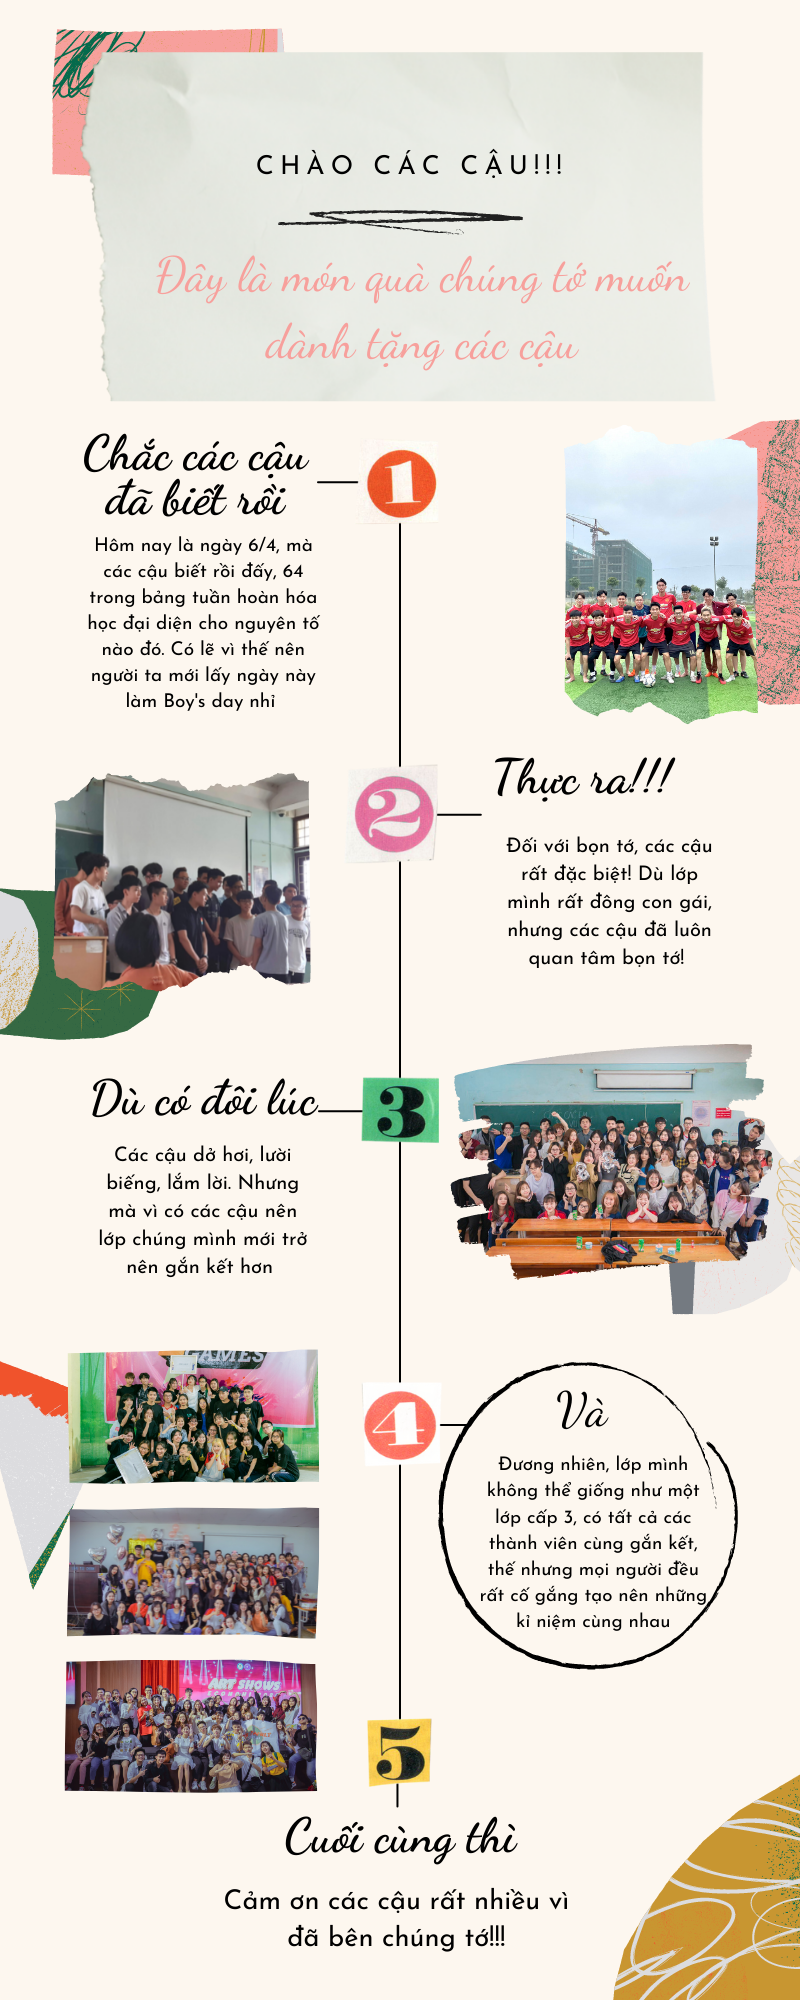 CHÀO CÁC CẬU!!!
Đây là món quà chúng tớ muốn
dành tặng các cậu
Chắc các cậu
đã biết rồi
1
Hôm nay là ngày 6/4, mà
các cậu biết rồi đấy, 64
trong bảng tuần hoàn hóa
học đại diện cho nguyên tố
nào đó. Có lẽ vì thế nên
người ta mới lấy ngày này
làm Boy's day nhỉ
2
Thực ra!!!
Đối với bọn tớ, các cậu
rất đặc biệt! Dù lớp
mình rất đông con gái,
nhưng các cậu đã luôn
quan tâm bọn tớ!
Dù có đôi lúc
3
Các cậu dở hơi, lười
biếng, lắm lời. Nhưng
mà vì có các cậu nên
lớp chúng mình mới trở
nên gắn kết hơn
GAMES
4
Và
Đương nhiên, lớp mình
không thể giống như một
lớp cấp 3, có tất cả các
thành viên cùng gắn kết,
thế nhưng mọi người đều
rất cố gắng tạo nên những
kỉ niệm cùng nhau
ART SHOWS
5
Cuối cùng thì
Cảm ơn các cậu rất nhiều vì
đã bên chúng tớ!!!